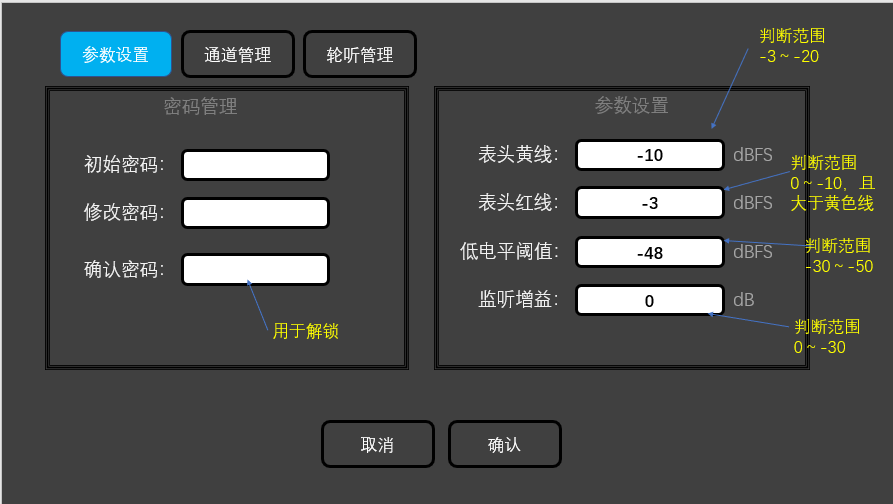 参数设置
通道管理
轮听管理
密码管理
初始密码：
修改密码：
确认密码：
用于解锁
参数设置
表头黄线： -10 dBFS
表头红线： -3 dBFS
低电平阈值： -48 dBFS
监听增益： 0 dB
判断范围
-3 ~ -20
判断范围
0 ~ -10，且
大于黄色线
判断范围
-30 ~ -50
判断范围
0 ~ -30
取消
确认